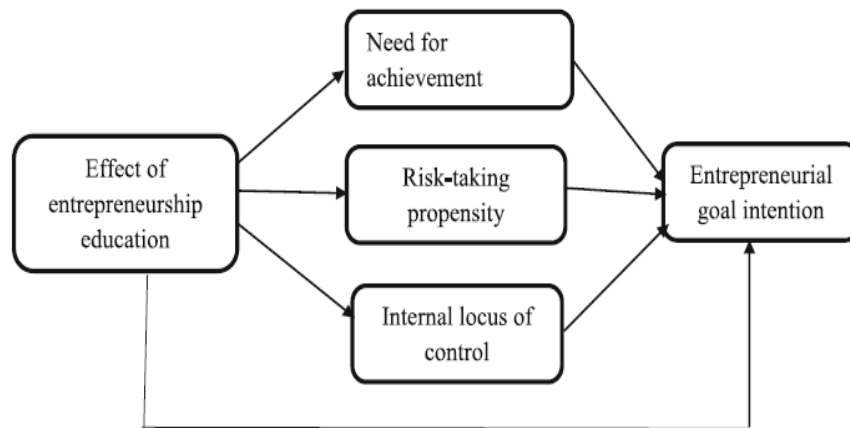 Need for
achievement
Effect of
entrepreneurship
education
Risk-taking
propensity
Entrepreneurial
goal intention
Internal locus of
control